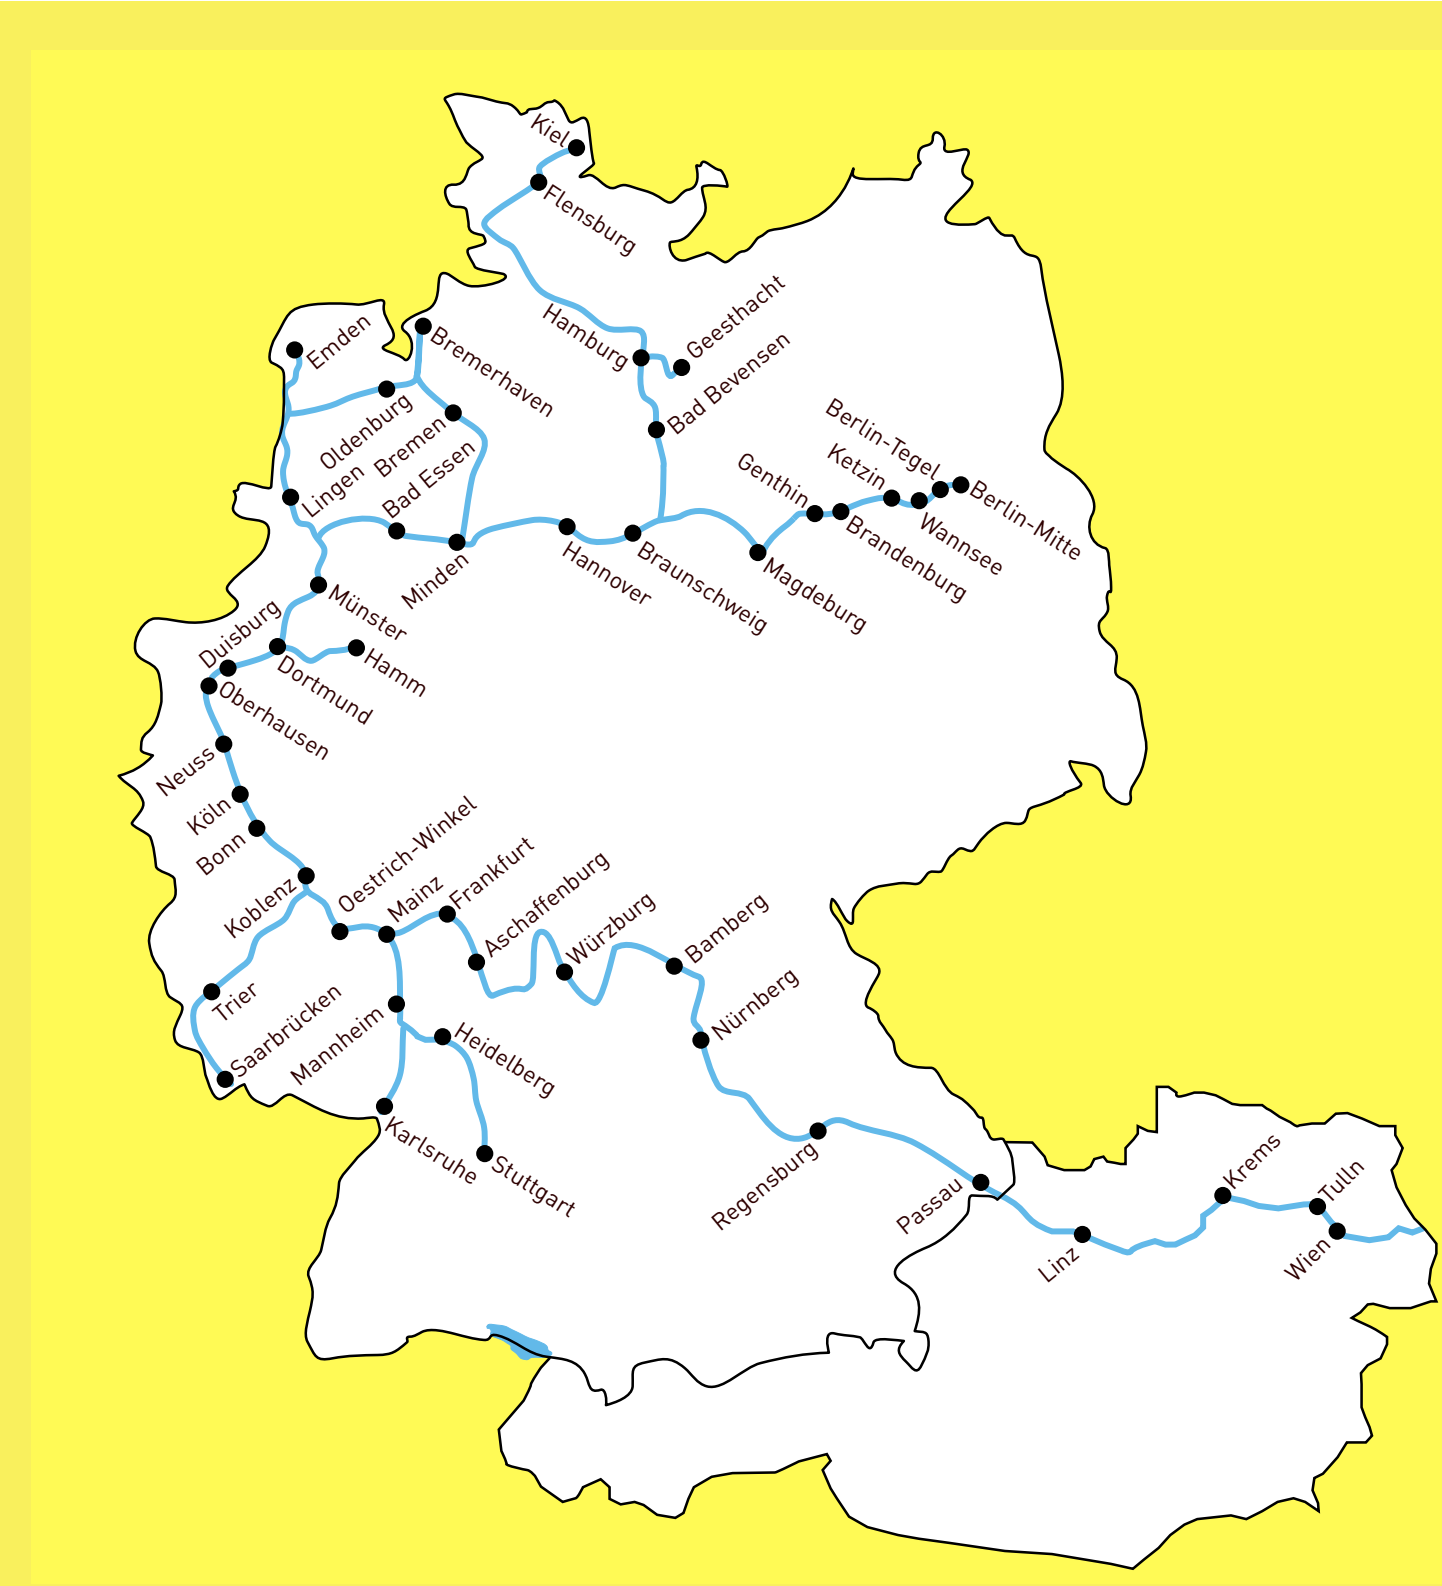 Kiel
Flensburg
Geesthacht
Hamburg
Emden
Bremerhaven
Bad Bevensen
Oldenburg
Bremen
Berlin-Tegel
Ketzin
Genthin
Berlin-Mitte
Lingen
Bad Essen
Wannsee
Brandenburg
Minden
Hannover
Braunschweig
Magdeburg
Münster
Duisburg
Hamm
Dortmund
Oberhausen
Neuss
Köln
Bonn
Oestrich-Winkel
Frankfurt
Koblenz
Mainz
Aschaffenburg
Würzburg
Bamberg
Trier
Nürnberg
Saarbrücken
Mannheim
Heidelberg
Karlsruhe
Stuttgart
Regensburg
Passau
Krems
Tulln
Linz
Wien